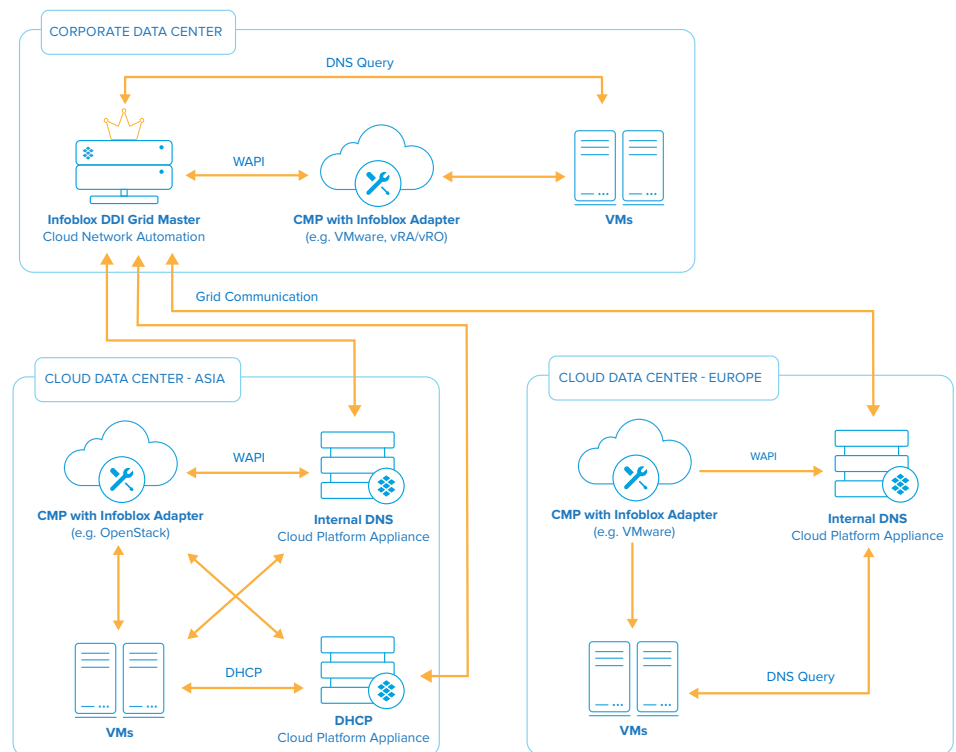 CORPORATE DATA CENTER
DNS Query
WAPI
Infoblox DDI Grid Master
Cloud Network Automation
CMP with Infoblox Adapter
(e.g. VMware, vRA/vRO)
VMs
Grid Communication
CLOUD DATA CENTER - ASIA
WAPI
CMP with Infoblox Adapter
(e.g. OpenStack)
Internal DNS
Cloud Platform Appliance
DHCP
VMs
DHCP
Cloud Platform Appliance
CLOUD DATA CENTER - EUROPE
WAPI
CMP with Infoblox Adapter
(e.g. VMware)
Internal DNS
Cloud Platform Appliance
DNS Query
VMs